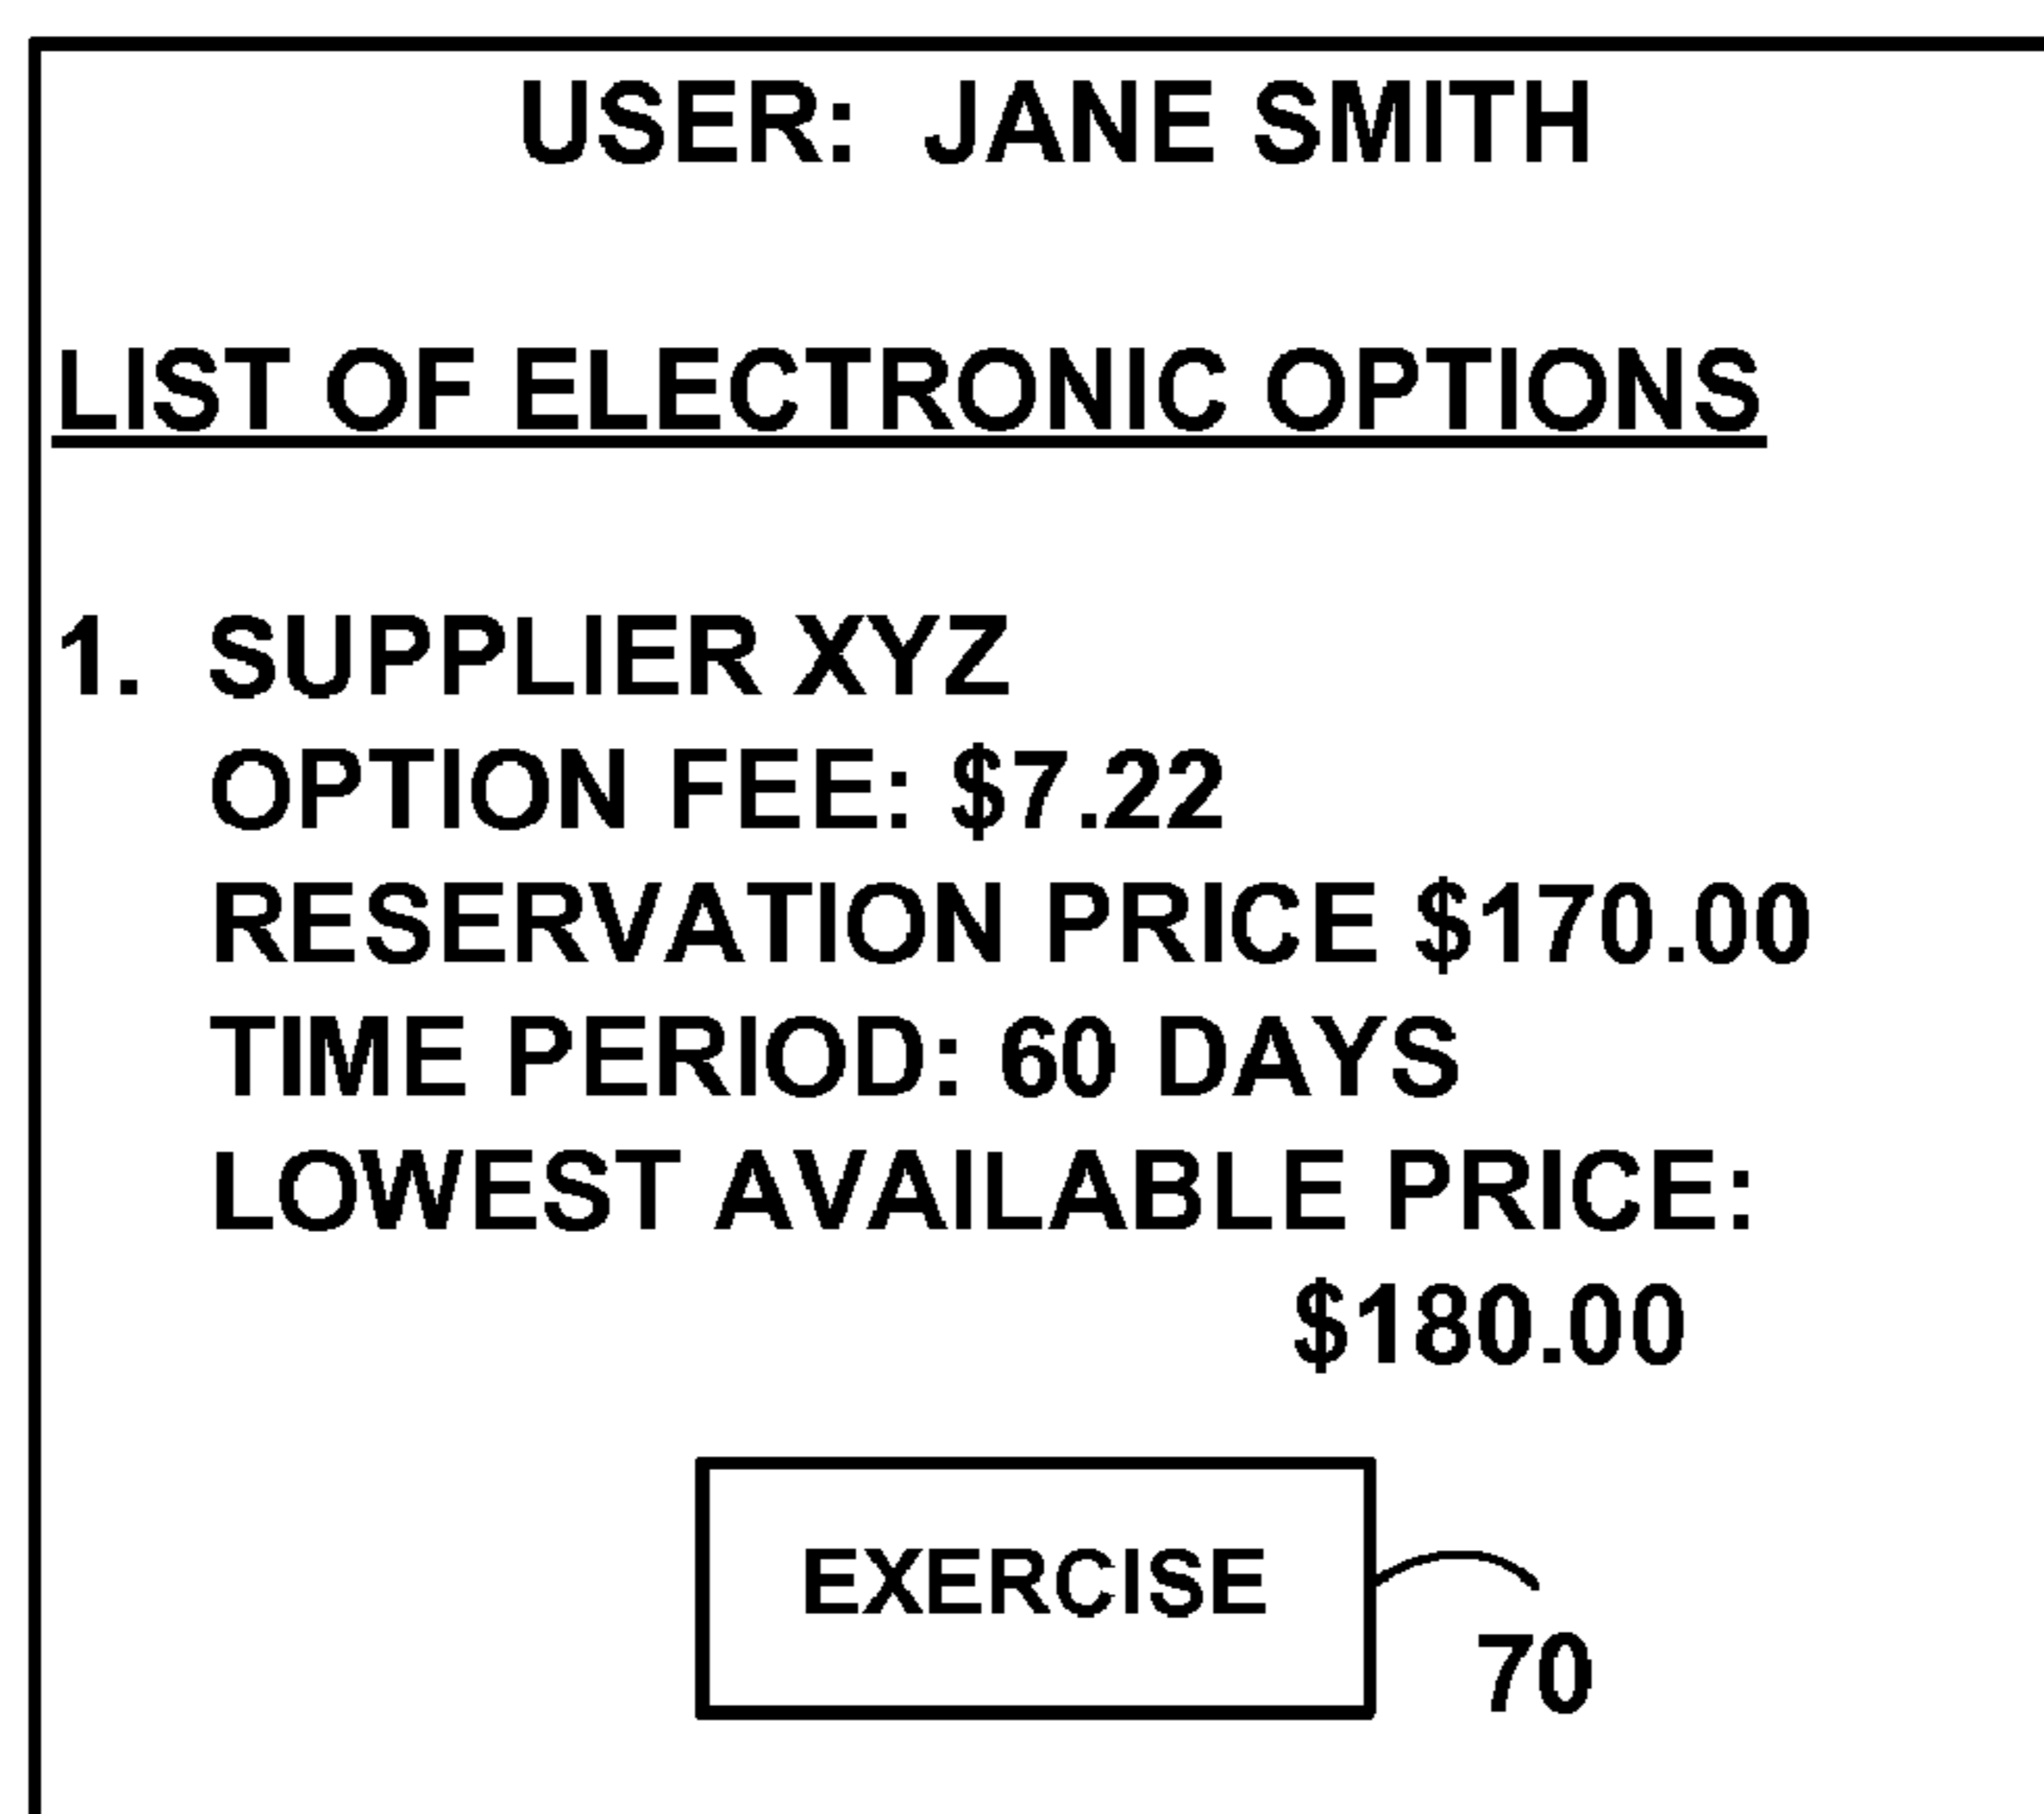 USER: JANE SMITH
LIST OF ELECTRONIC OPTIONS
1. SUPPLIER XYZ
OPTION FEE: $7.22
RESERVATION PRICE $170.00
TIME PERIOD: 60 DAYS
LOWEST AVAILABLE PRICE:
$180.00
EXERCISE
70